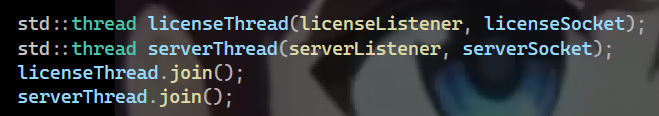 std::thread licenseThread(licenseListener, licenseSocket);
std::thread serverThread(serverListener, serverSocket);
licenseThread.join();
serverThread.join();